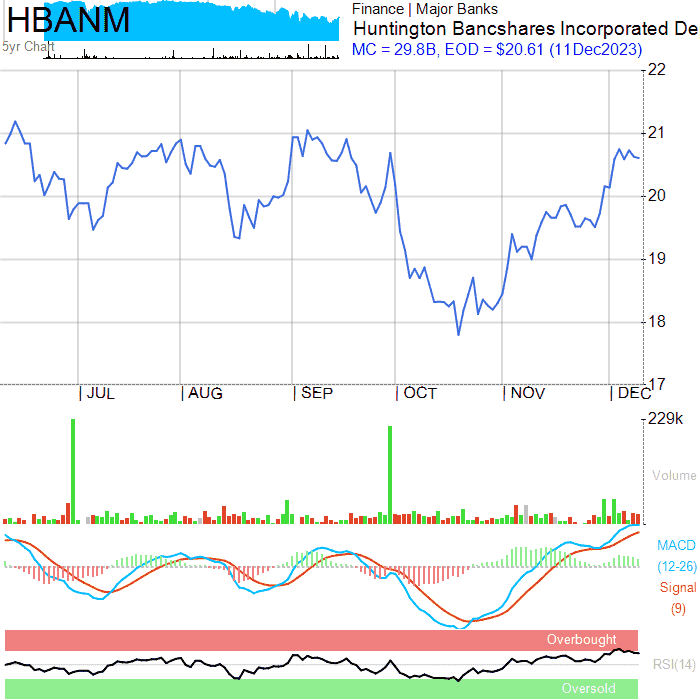 HBANM
5yr Chart
Finance | Major Banks
Huntington Bancshares Incorporated De
MC = 29.8B, EOD = $20.61 (11Dec2023)
22
21
20
19
18
17
| JUL | AUG | SEP | OCT | NOV | DEC
229k
Volume
MACD
(12-26)
Signal
(9)
Overbought
RSI(14)
Oversold